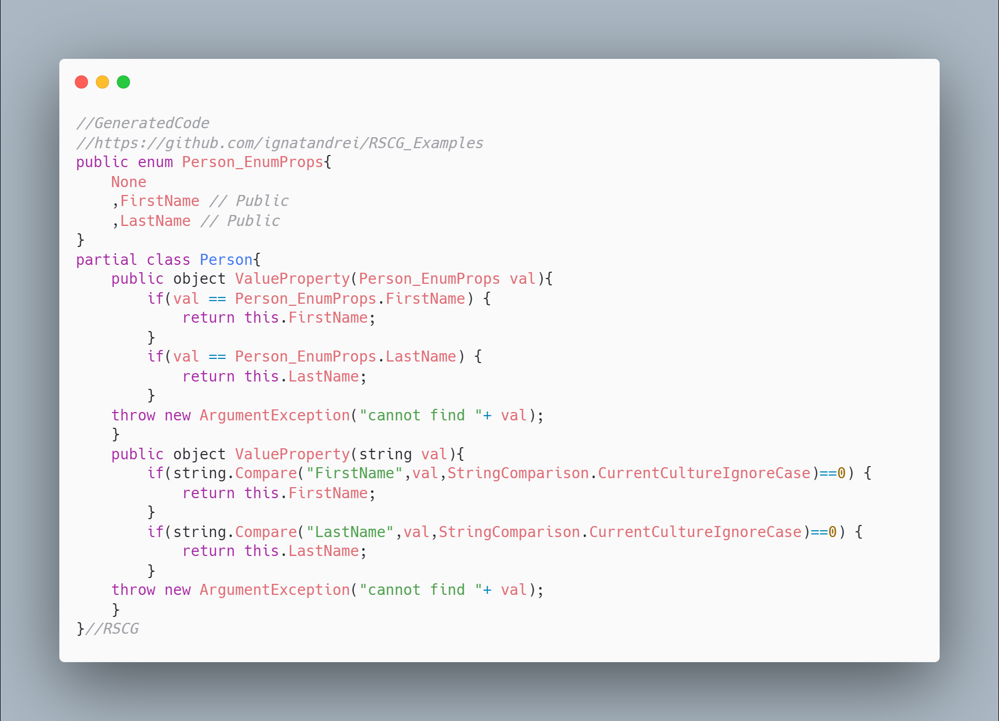 //GeneratedCode
//https://github.com/ignatandrei/RSCG_Examples
public enum Person_EnumProps{
    None
    ,FirstName // Public
    ,LastName // Public
}
partial class Person{
    public object ValueProperty(Person_EnumProps val){
        if(val == Person_EnumProps.FirstName) {
            return this.FirstName;
        }
        if(val == Person_EnumProps.LastName) {
            return this.LastName;
        }
    throw new ArgumentException("cannot find "+ val);
    }
    public object ValueProperty(string val){
        if(string.Compare("FirstName",val,StringComparison.CurrentCultureIgnoreCase)==0) {
            return this.FirstName;
        }
        if(string.Compare("LastName",val,StringComparison.CurrentCultureIgnoreCase)==0) {
            return this.LastName;
        }
    throw new ArgumentException("cannot find "+ val);
    }
}//RSCG